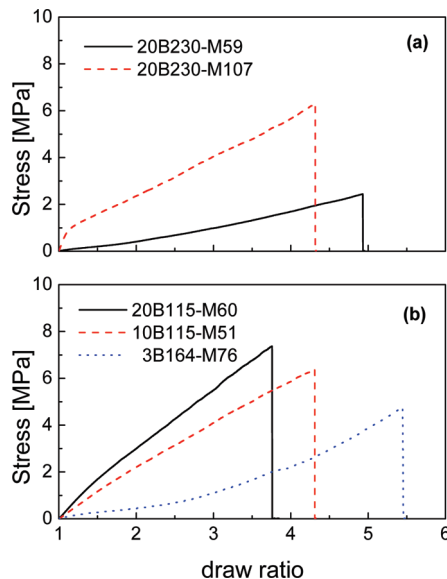 10
(a)
20B230-M59
20B230-M107
8
6
4
2
0
Stress [MPa]
10
(b)
20B115-M60
10B115-M51
3B164-M76
8
6
4
2
0
Stress [MPa]
1 2 3 4 5 6
draw ratio